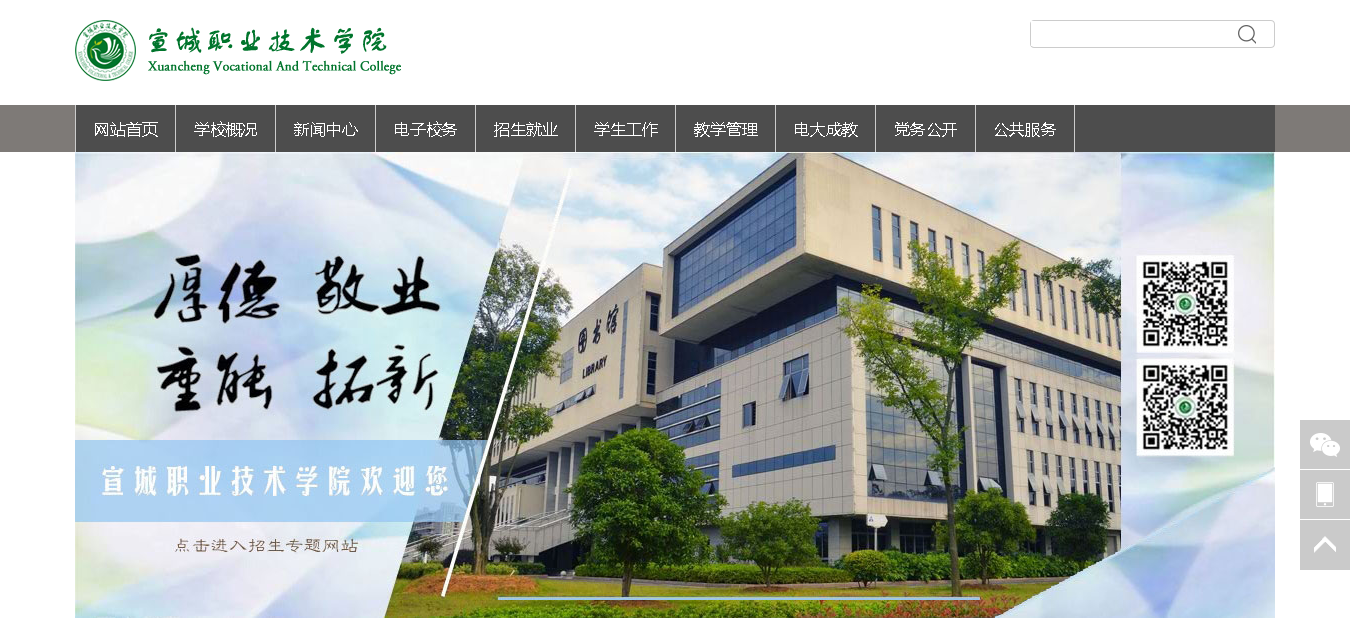 宣城职业技术学院
Xuancheng Vocational And Technical College
网站首页 学校概况 新闻中心 电子校务 招生就业 学生工作 教学管理 电大成教 党务公开 公共服务
厚德 敬业
重能 拓新
图书馆
LIBRARY
宣城职业技术学院欢迎您
点击进入招生专题网站